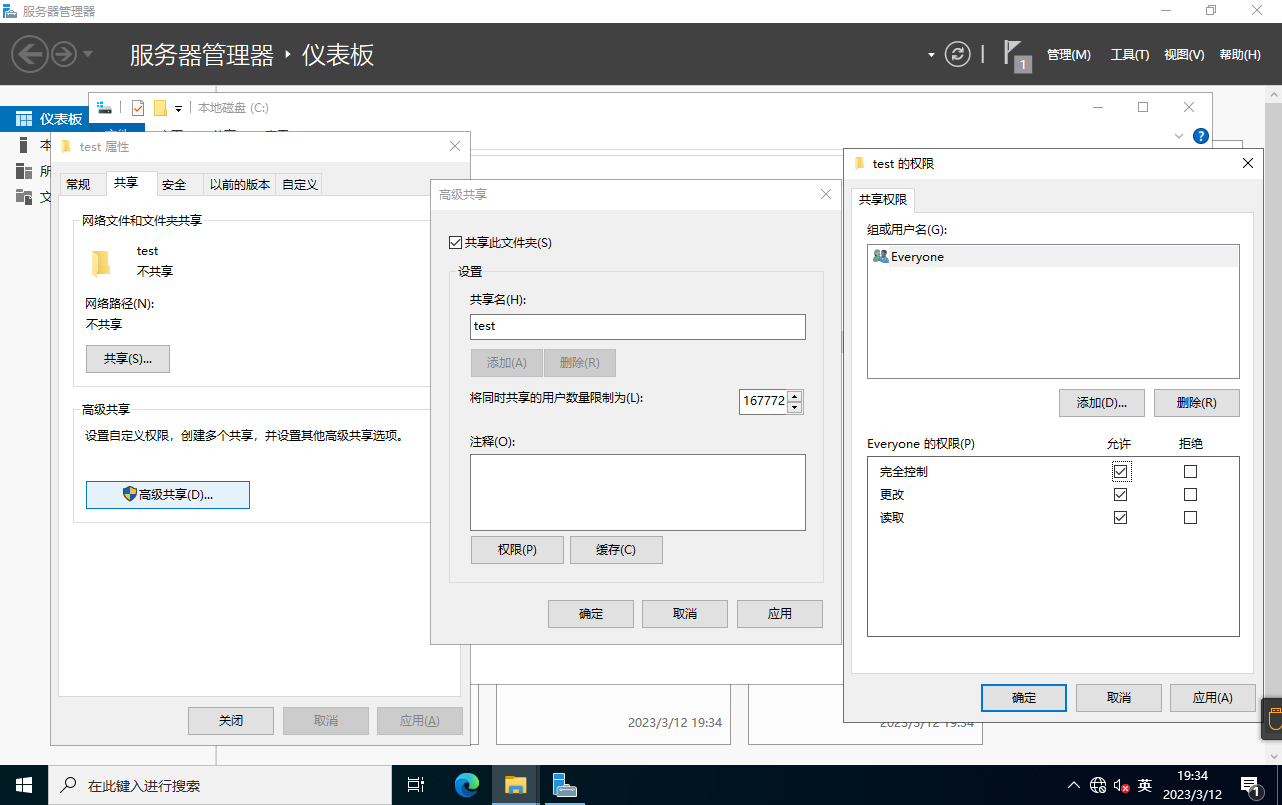 服务器管理器
服务器管理器 · 仪表板
1
管理(M) 工具(T) 视图(V) 帮助(H)
仪表板
本
所
文
本地磁盘 (C:)
文件
test 属性
常规 共享 安全 以前的版本 自定义
网络文件和文件夹共享
test
不共享
网络路径(N):
不共享
共享(S)...
高级共享
设置自定义权限，创建多个共享，并设置其他高级共享选项。
高级共享(D)...
关闭 取消 应用(A)
高级共享
共享此文件夹(S)
设置
共享名(H):
test
添加(A) 删除(R)
将同时共享的用户数量限制为(L): 167772
注释(O):
权限(P) 缓存(C)
确定 取消 应用
test 的权限
共享权限
组或用户名(G):
Everyone
添加(D)... 删除(R)
Everyone 的权限(P) 允许 拒绝
完全控制
更改
读取
确定 取消 应用(A)
2023/3/12 19:34
2023/3/12 19:34
在此键入进行搜索
英
19:34
2023/3/12
1